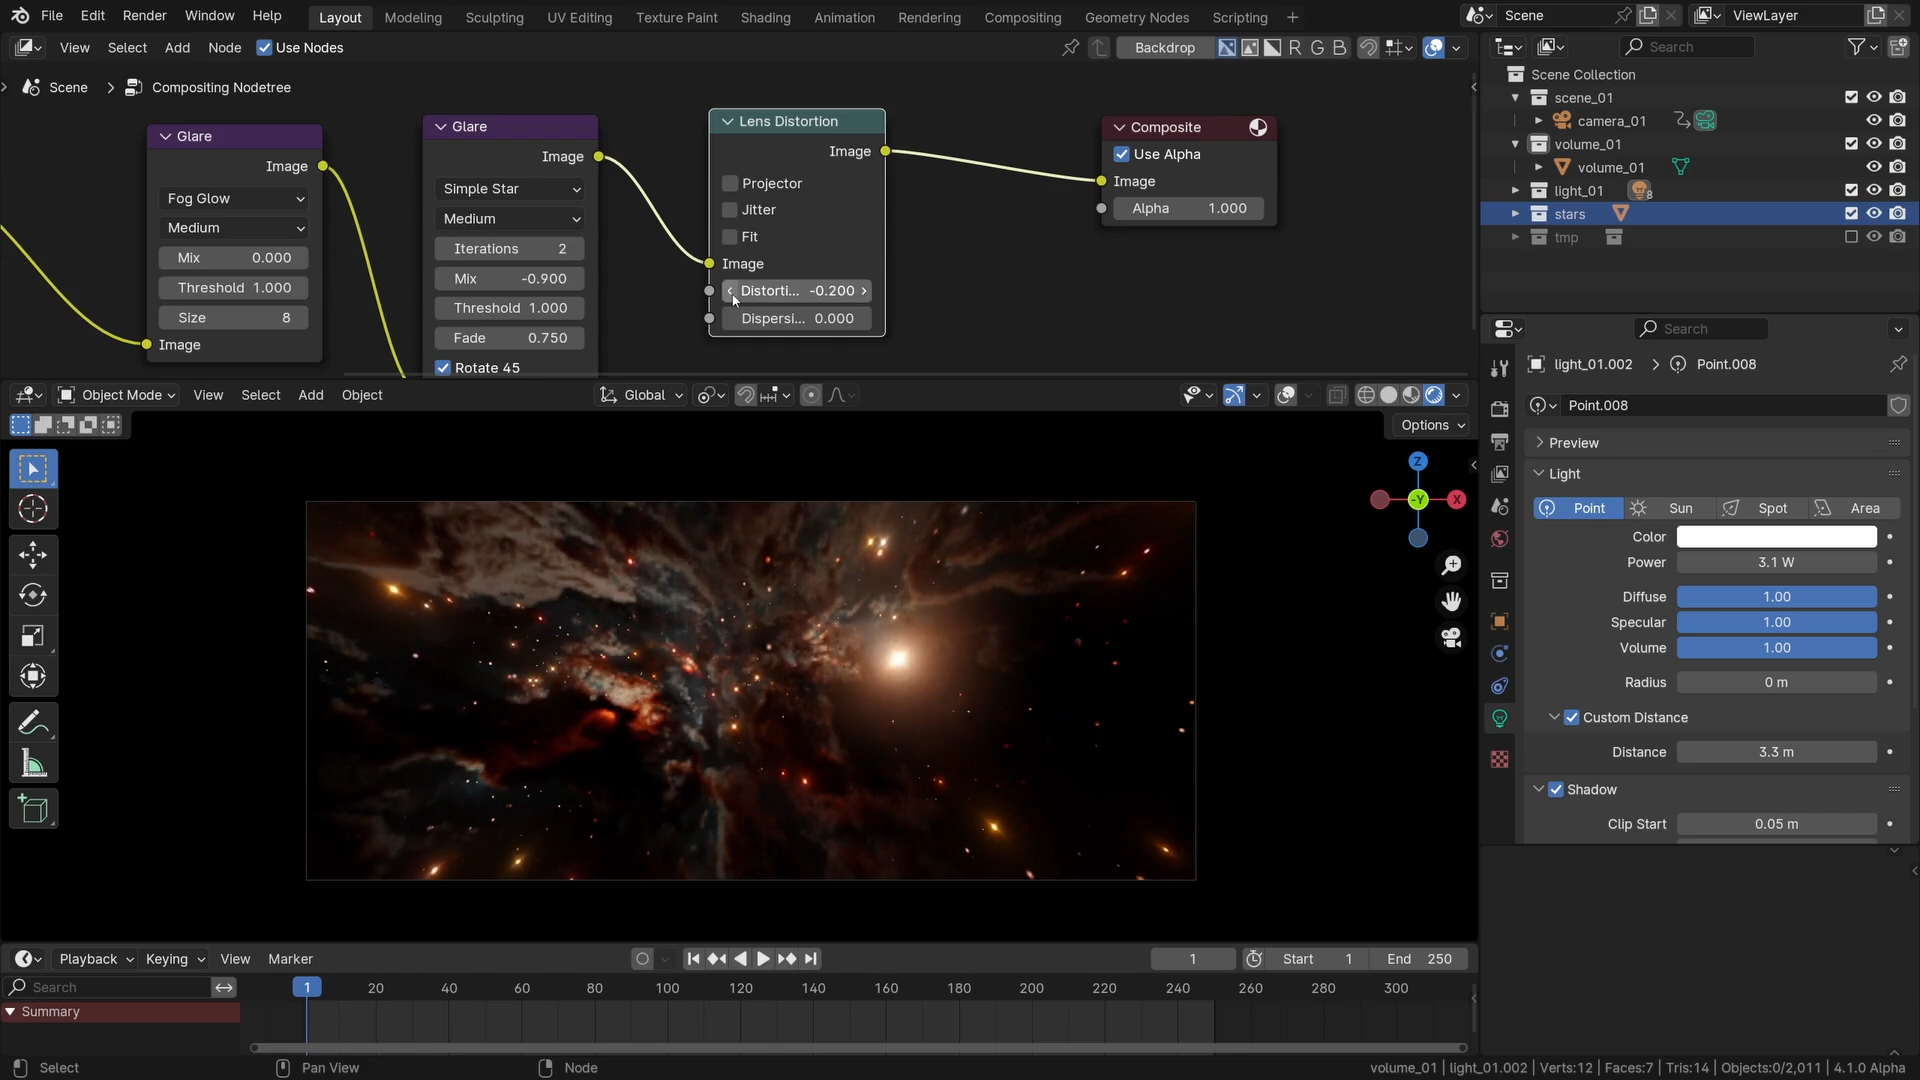 File Edit Render Window Help Layout Modeling Sculpting UV Editing Texture Paint Shading Animation Rendering Compositing Geometry Nodes Scripting Scene ViewLayer
View Select Add Node Use Nodes Backdrop R G B Search
Scene > Compositing Nodetree
Scene Collection
scene_01
camera_01
volume_01
volume_01
light_01 8
stars
tmp
Glare
Image
Fog Glow
Medium
Mix 0.000
Threshold 1.000
Size 8
Image
Glare
Image
Simple Star
Medium
Iterations 2
Mix -0.900
Threshold 1.000
Fade 0.750
Rotate 45
Lens Distortion
Image
Projector
Jitter
Fit
Image
Distorti... -0.200
Dispersi... 0.000
Composite
Use Alpha
Image
Alpha 1.000
Search
light_01.002 > Point.008
Point.008
Preview
Light
Point Sun Spot Area
Color
Power 3.1 W
Diffuse 1.00
Specular 1.00
Volume 1.00
Radius 0 m
Custom Distance
Distance 3.3 m
Shadow
Clip Start 0.05 m
Object Mode View Select Add Object Global
Options
Z
-Y X
Playback Keying View Marker 1 Start 1 End 250
Search 1 20 40 60 80 100 120 140 160 180 200 220 240 260 280 300
Summary
Select Pan View Node volume_01 | light_01.002 | Verts:12 | Faces:7 | Tris:14 | Objects:0/2,011 | 4.1.0 Alpha